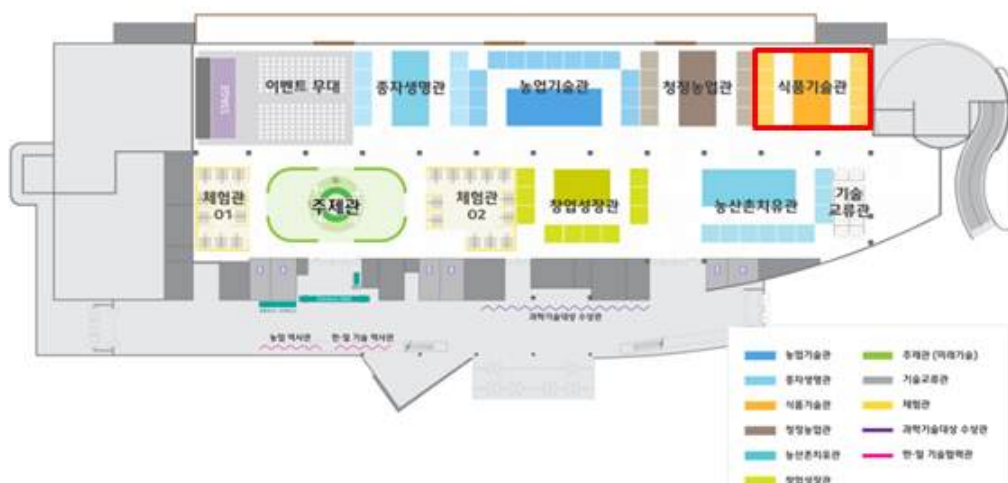 STAGE
이벤트 무대
종자생명관
농업기술관
청정농업관
식품기술관
체험관
01
주제관
체험관
02
창업성장관
농산촌치유관
기술
교류관
과학기술대상 수상관
농업 역사관
한·일 기술 역사관
농업기술관
종자생명관
식품기술관
청정농업관
농산촌치유관
창업성장관
주제관 (미래기술)
기술교류관
체험관
과학기술대상 수상관
한·일 기술협력관